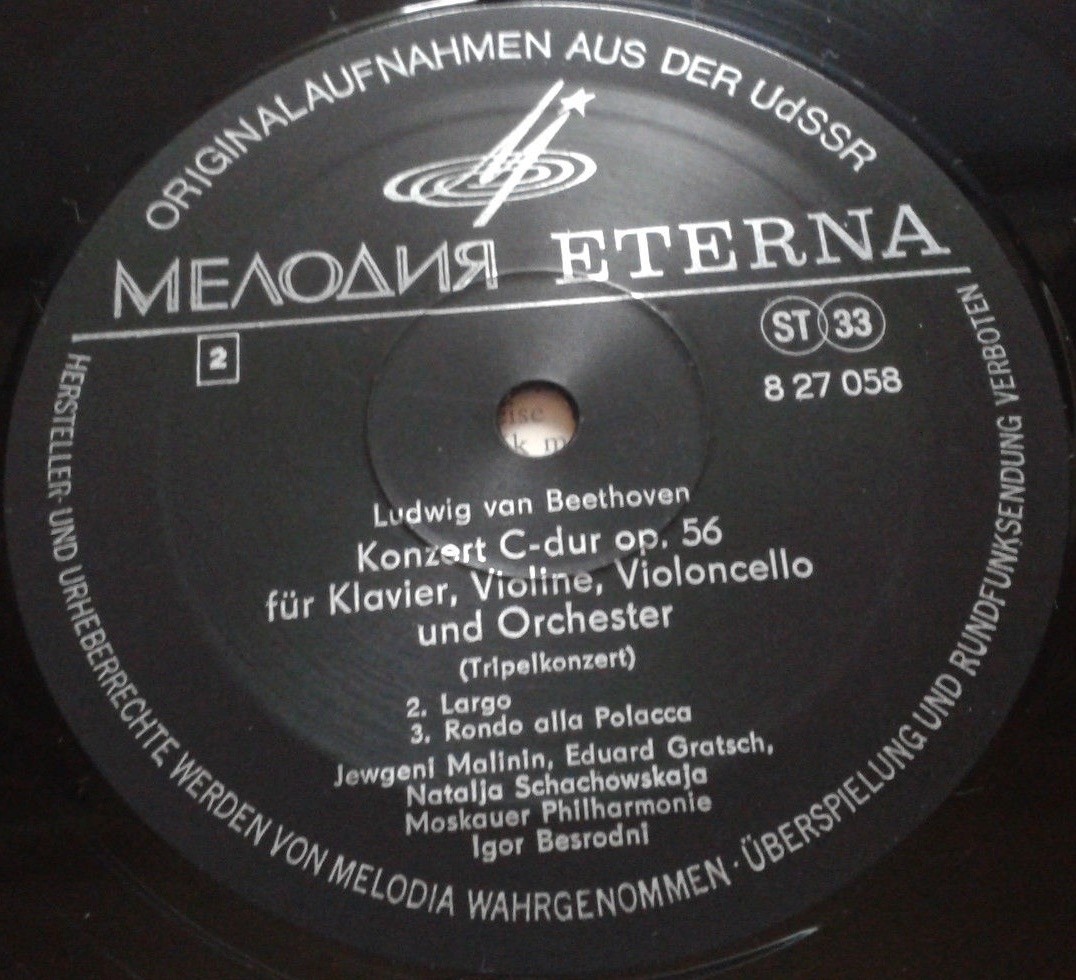 ORIGINALAUFNAHMEN AUS DER UdSSR
МЕЛОДИЯ ETERNA
2
ST 33
8 27 058
Ludwig van Beethoven
Konzert C-dur op. 56
für Klavier, Violine, Violoncello
und Orchester
(Tripelkonzert)
2. Largo
3. Rondo alla Polacca
Jewgeni Malinin, Eduard Gratsch,
Natalja Schachowskaja
Moskauer Philharmonie
Igor Besrodni
HERSTELLER- UND URHEBERRECHTE WERDEN VON MELODIA WAHRGENOMMEN · ÜBERSPIELUNG UND RUNDFUNKSENDUNG VERBOTEN